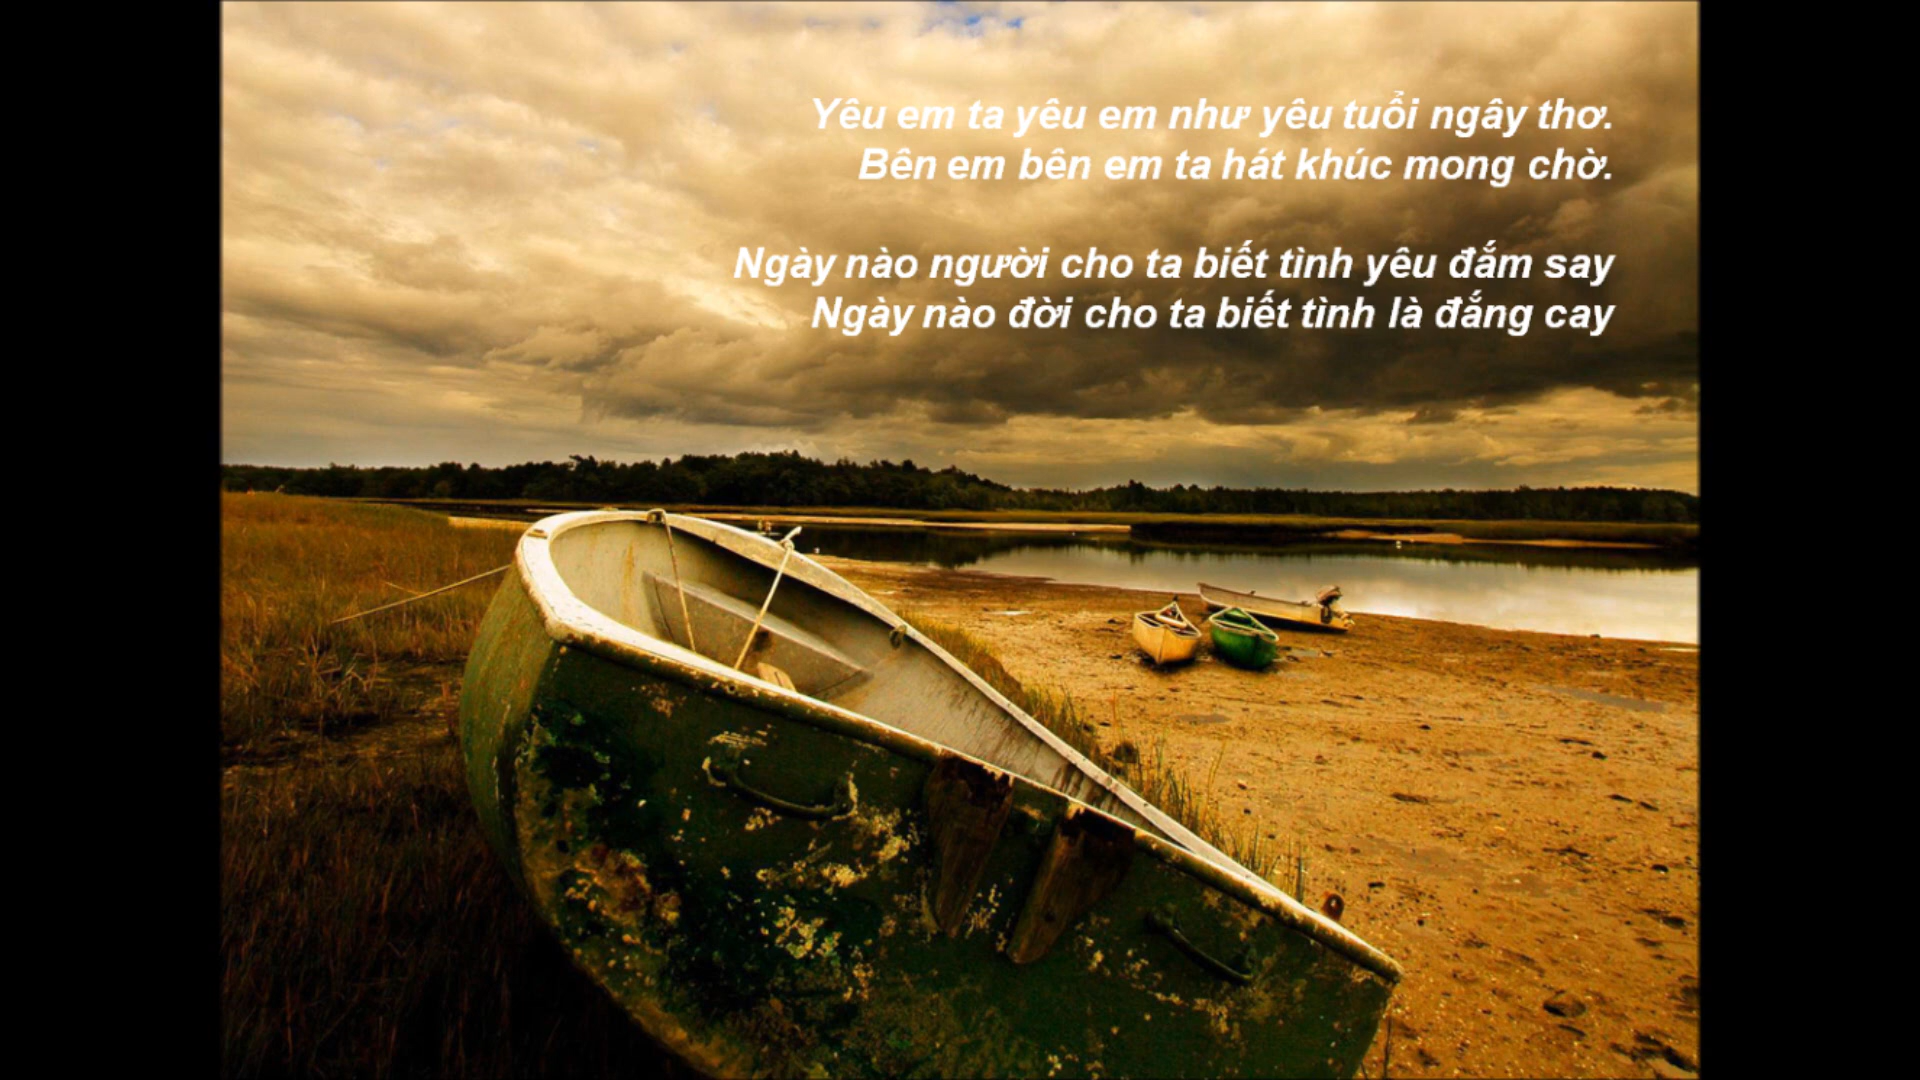 Yêu em ta yêu em như yêu tuổi ngây thơ.
Bên em bên em ta hát khúc mong chờ.
Ngày nào người cho ta biết tình yêu đắm say
Ngày nào đời cho ta biết tình là đắng cay